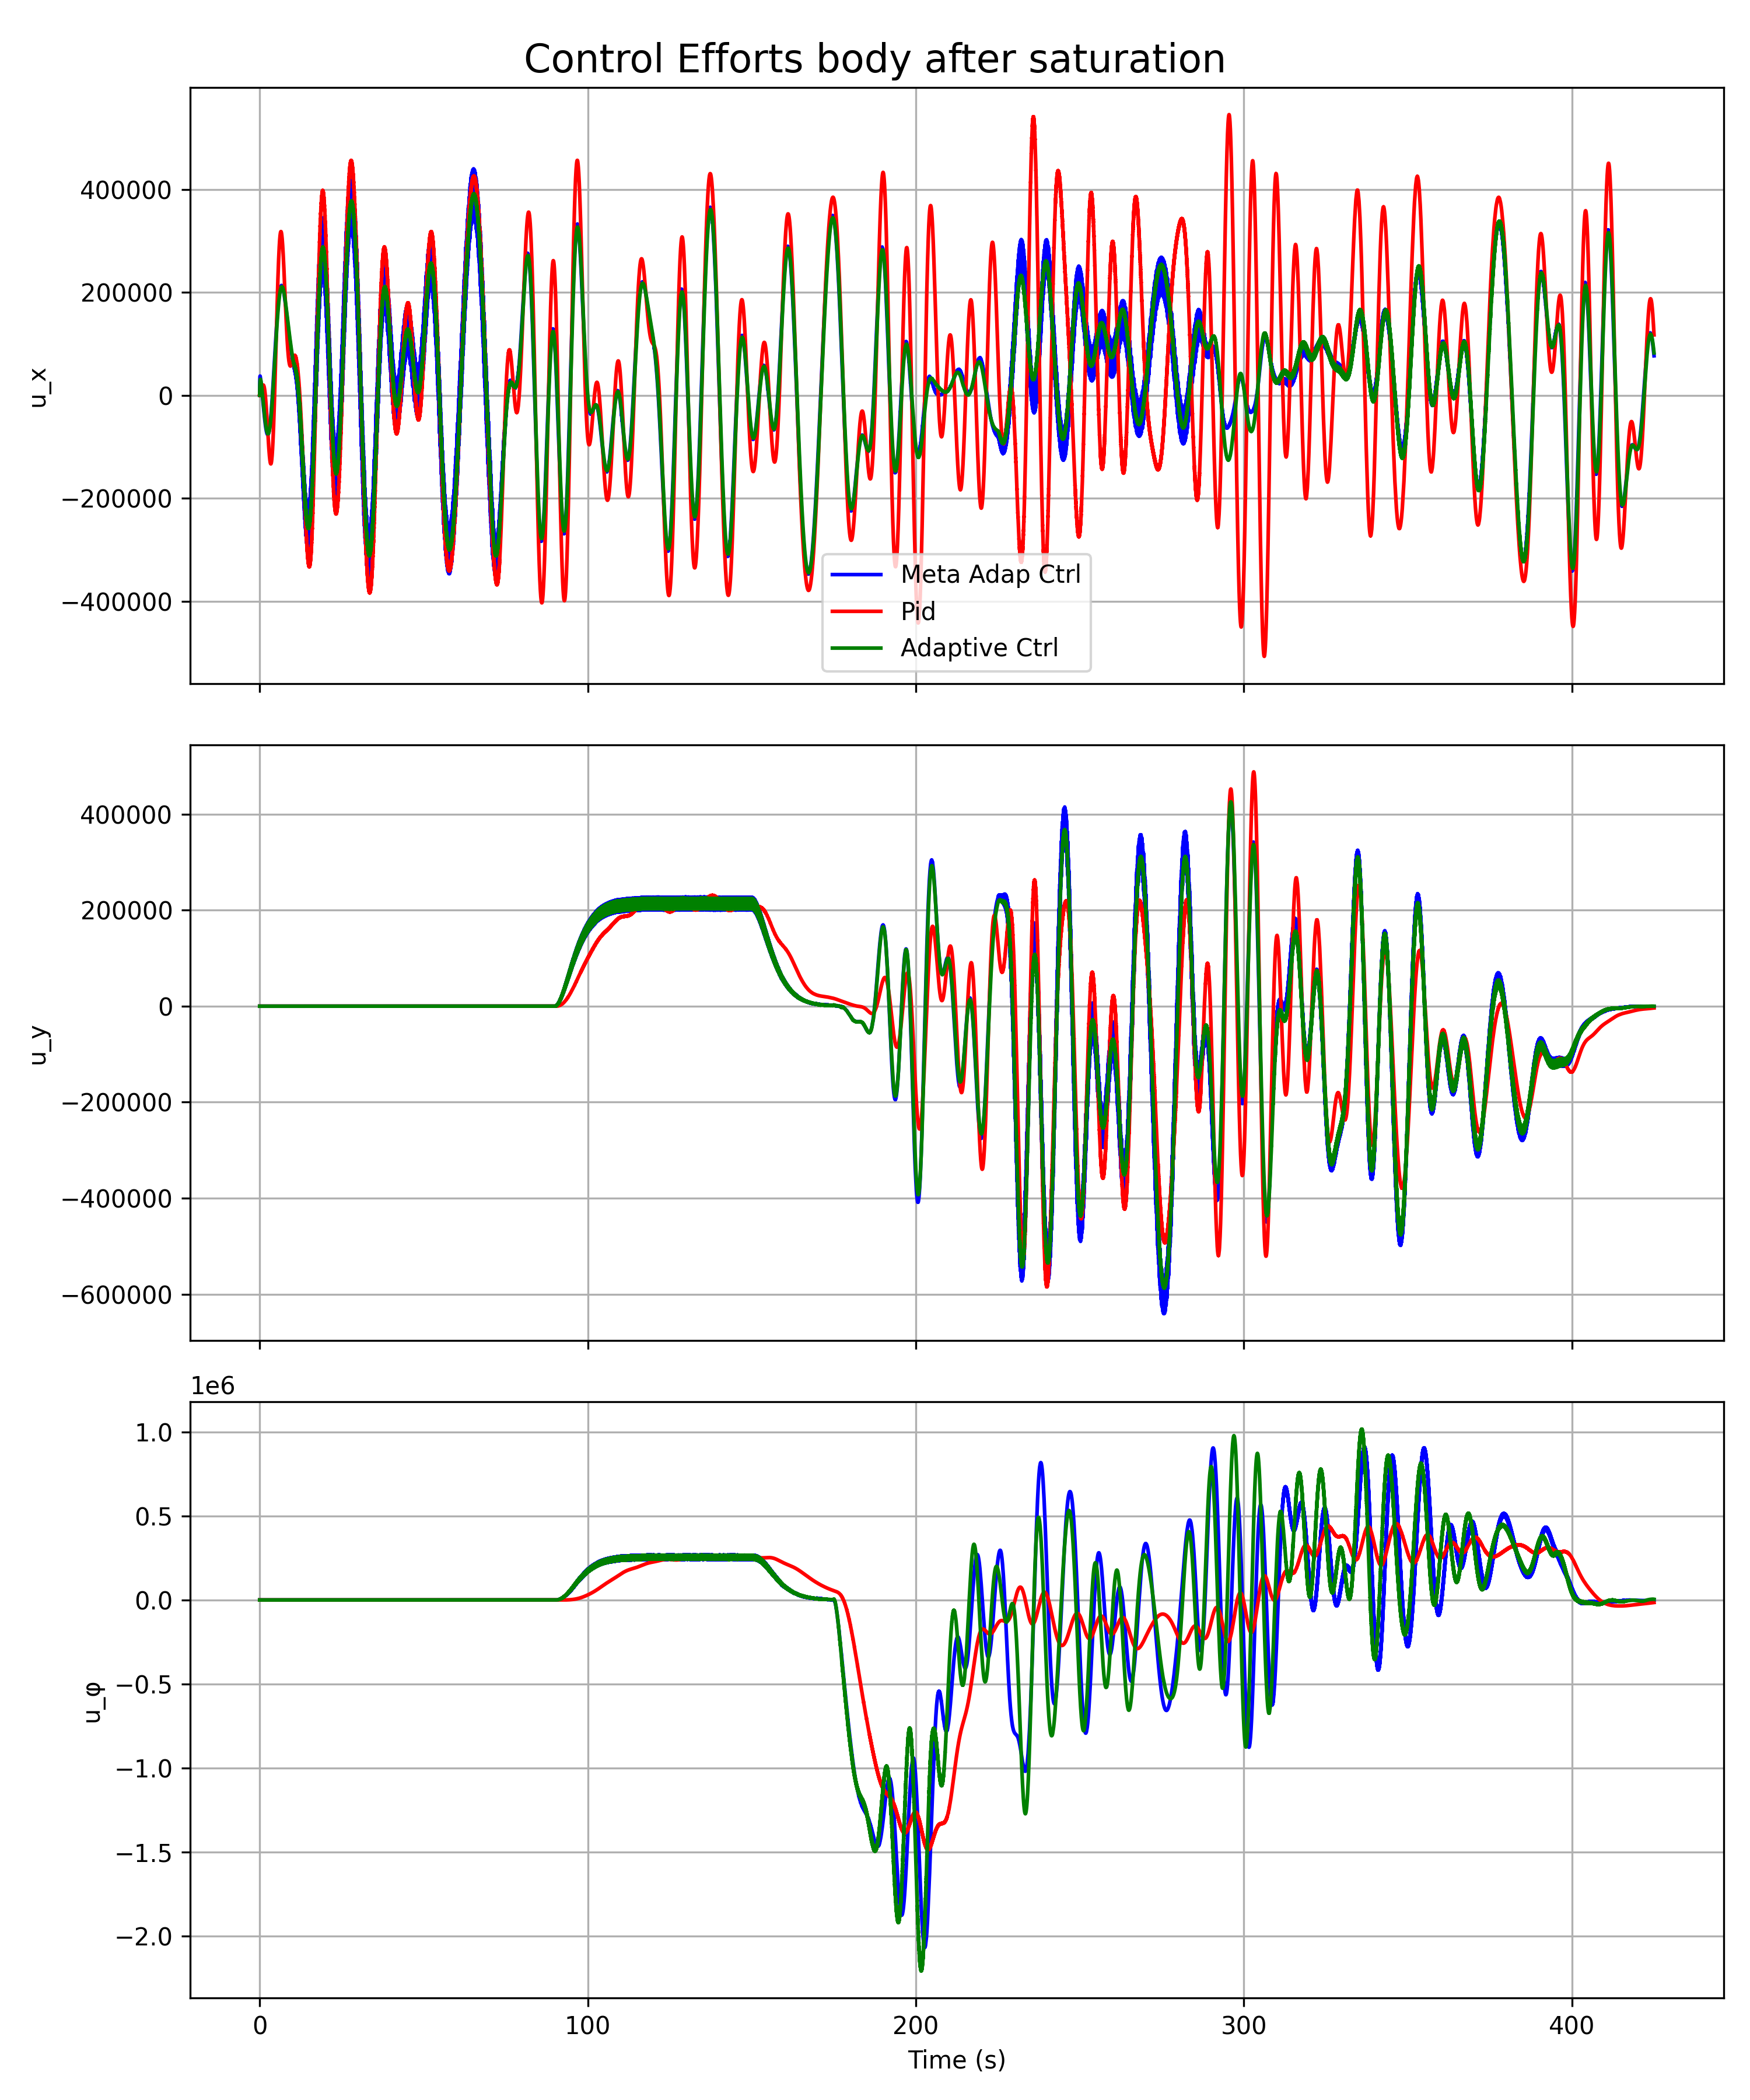 Control Efforts body after saturation
400000
200000
0
−200000
−400000
u_x
Meta Adap Ctrl
Pid
Adaptive Ctrl
400000
200000
0
−200000
−400000
−600000
u_y
1e6
1.0
0.5
0.0
−0.5
−1.0
−1.5
−2.0
u_φ
0 100 200 300 400
Time (s)